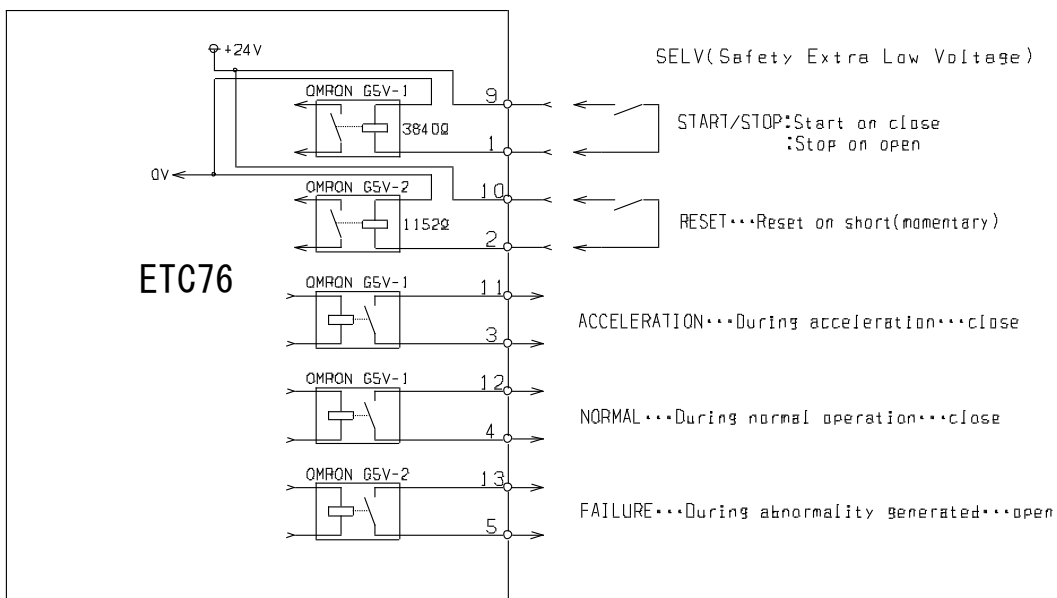 +24V
SELV(Safety Extra Low Voltage)
OMRON G5V-1
9
3840Ω
START/STOP:Start on close
:Stop on open
1
0V
OMRON G5V-2
10
1152Ω
RESET···Reset on short(momentary)
2
ETC76
OMRON G5V-1
11
ACCELERATION···During acceleration···close
3
OMRON G5V-1
12
NORMAL···During normal operation···close
4
OMRON G5V-2
13
FAILURE···During abnormality generated···open
5